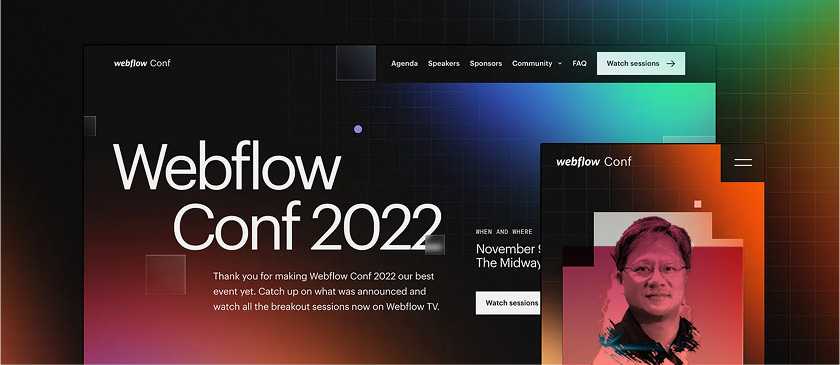 webflow Conf
Agenda Speakers Sponsors Community FAQ Watch sessions
Webflow
Conf 2022
Thank you for making Webflow Conf 2022 our best
event yet. Catch up on what was announced and
watch all the breakout sessions now on Webflow TV.
WHEN AND WHERE
November
The Midway
Watch sessions
webflow Conf